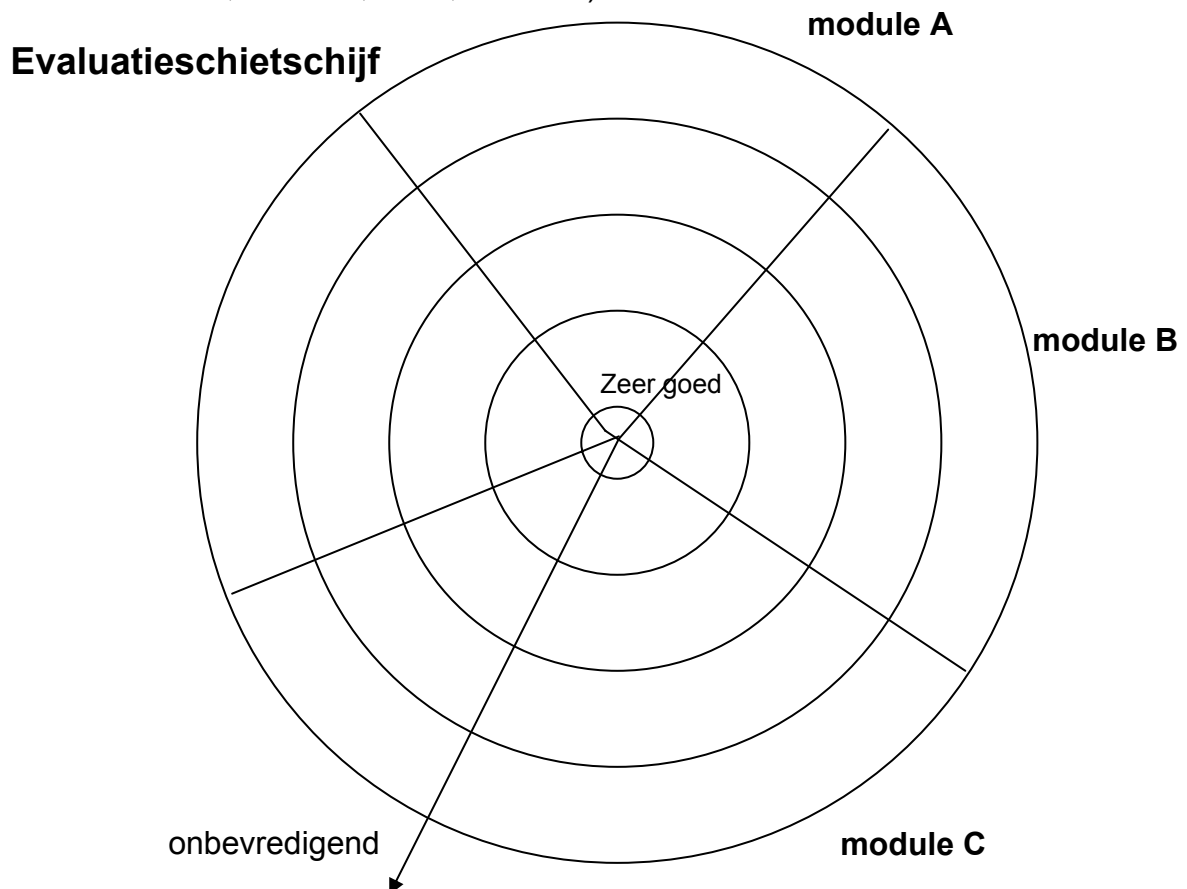 module A
Evaluatieschietschijf
module B
Zeer goed
onbevredigend
module C